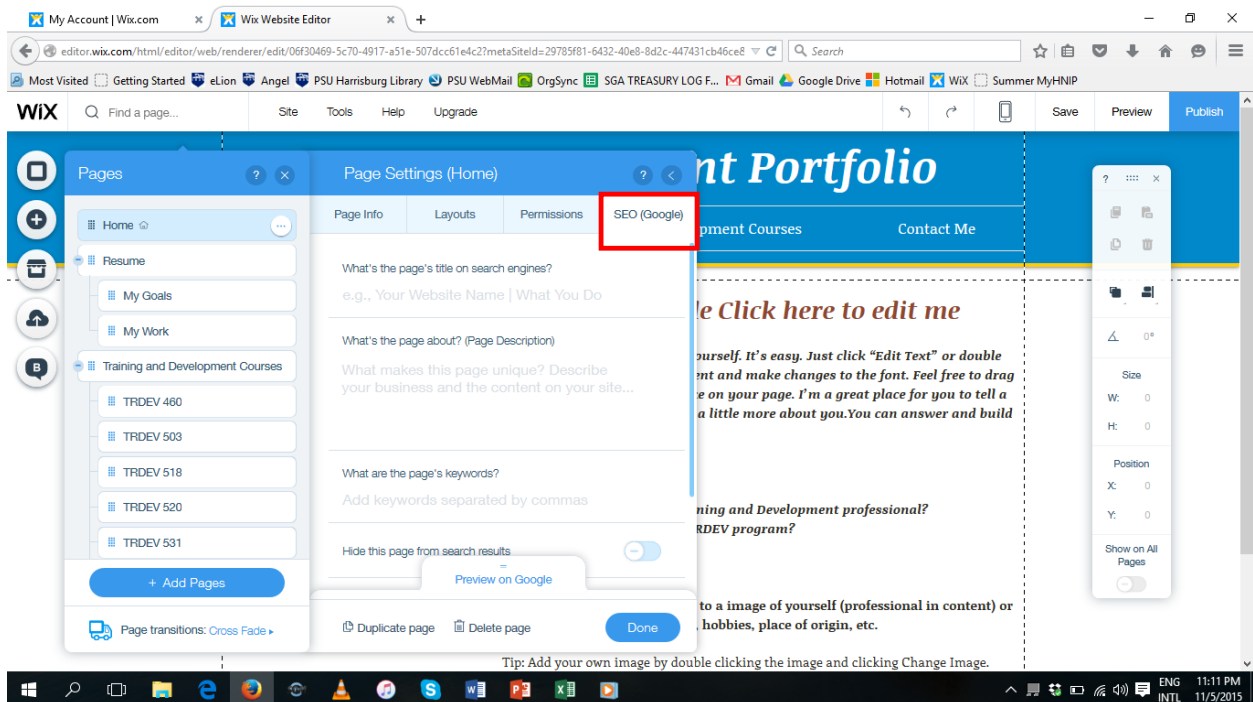 My Account | Wix.com
Wix Website Editor
editor.wix.com/html/editor/web/renderer/edit/06f30469-5c70-4917-a51e-507dcc61e4c2?metaSiteId=29785f81-6432-40e8-8d2c-447431cb46ce8
Search
Most Visited Getting Started eLion Angel PSU Harrisburg Library PSU WebMail OrgSync SGA TREASURY LOG F... Gmail Google Drive Hotmail WiX Summer MyHNIP
WiX Find a page... Site Tools Help Upgrade Save Preview Publish
nt Portfolio
pment Courses Contact Me
Pages ? ×
Home
Resume
My Goals
My Work
Training and Development Courses
TRDEV 460
TRDEV 503
TRDEV 518
TRDEV 520
TRDEV 531
+ Add Pages
Page transitions: Cross Fade
Page Settings (Home) ? <
Page Info Layouts Permissions SEO (Google)
What's the page's title on search engines?
e.g., Your Website Name | What You Do
What's the page about? (Page Description)
What makes this page unique? Describe
your business and the content on your site...
What are the page's keywords?
Add keywords separated by commas
Hide this page from search results
Preview on Google
Duplicate page Delete page Done
le Click here to edit me
ourself. It's easy. Just click “Edit Text” or double
ent and make changes to the font. Feel free to drag
e on your page. I'm a great place for you to tell a
a little more about you.You can answer and build
ning and Development professional?
RDEV program?
to a image of yourself (professional in content) or
, hobbies, place of origin, etc.
Tip: Add your own image by double clicking the image and clicking Change Image.
? ×
0°
Size
W: 0
H: 0
Position
X: 0
Y: 0
Show on All
Pages
B
ENG 11:11 PM
INTL 11/5/2015